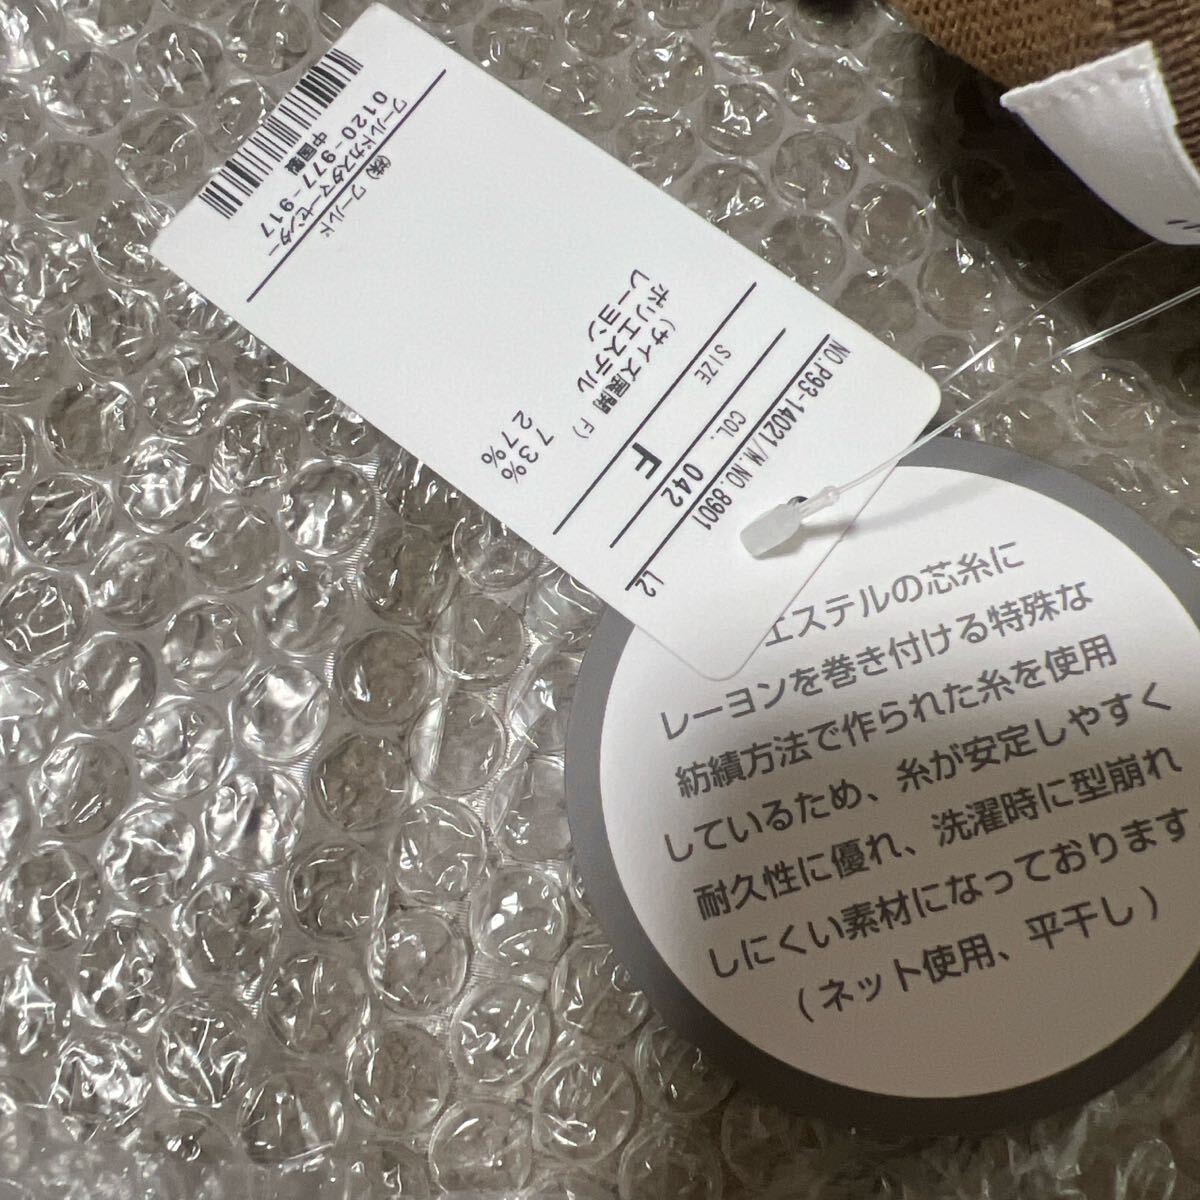 NO.P93-14021/M.NO.8901 L2
COL. 042
SIZE F
(サイズ展開 F)
ポリエステル 73%
レーヨン 27%
(株)ワールド
ワールドカスタマーセンター
0120-977-917
中国製
エステルの芯糸に
レーヨンを巻き付ける特殊な
紡績方法で作られた糸を使用
しているため、糸が安定しやすく
耐久性に優れ、洗濯時に型崩れ
しにくい素材になっております
(ネット使用、平干し)